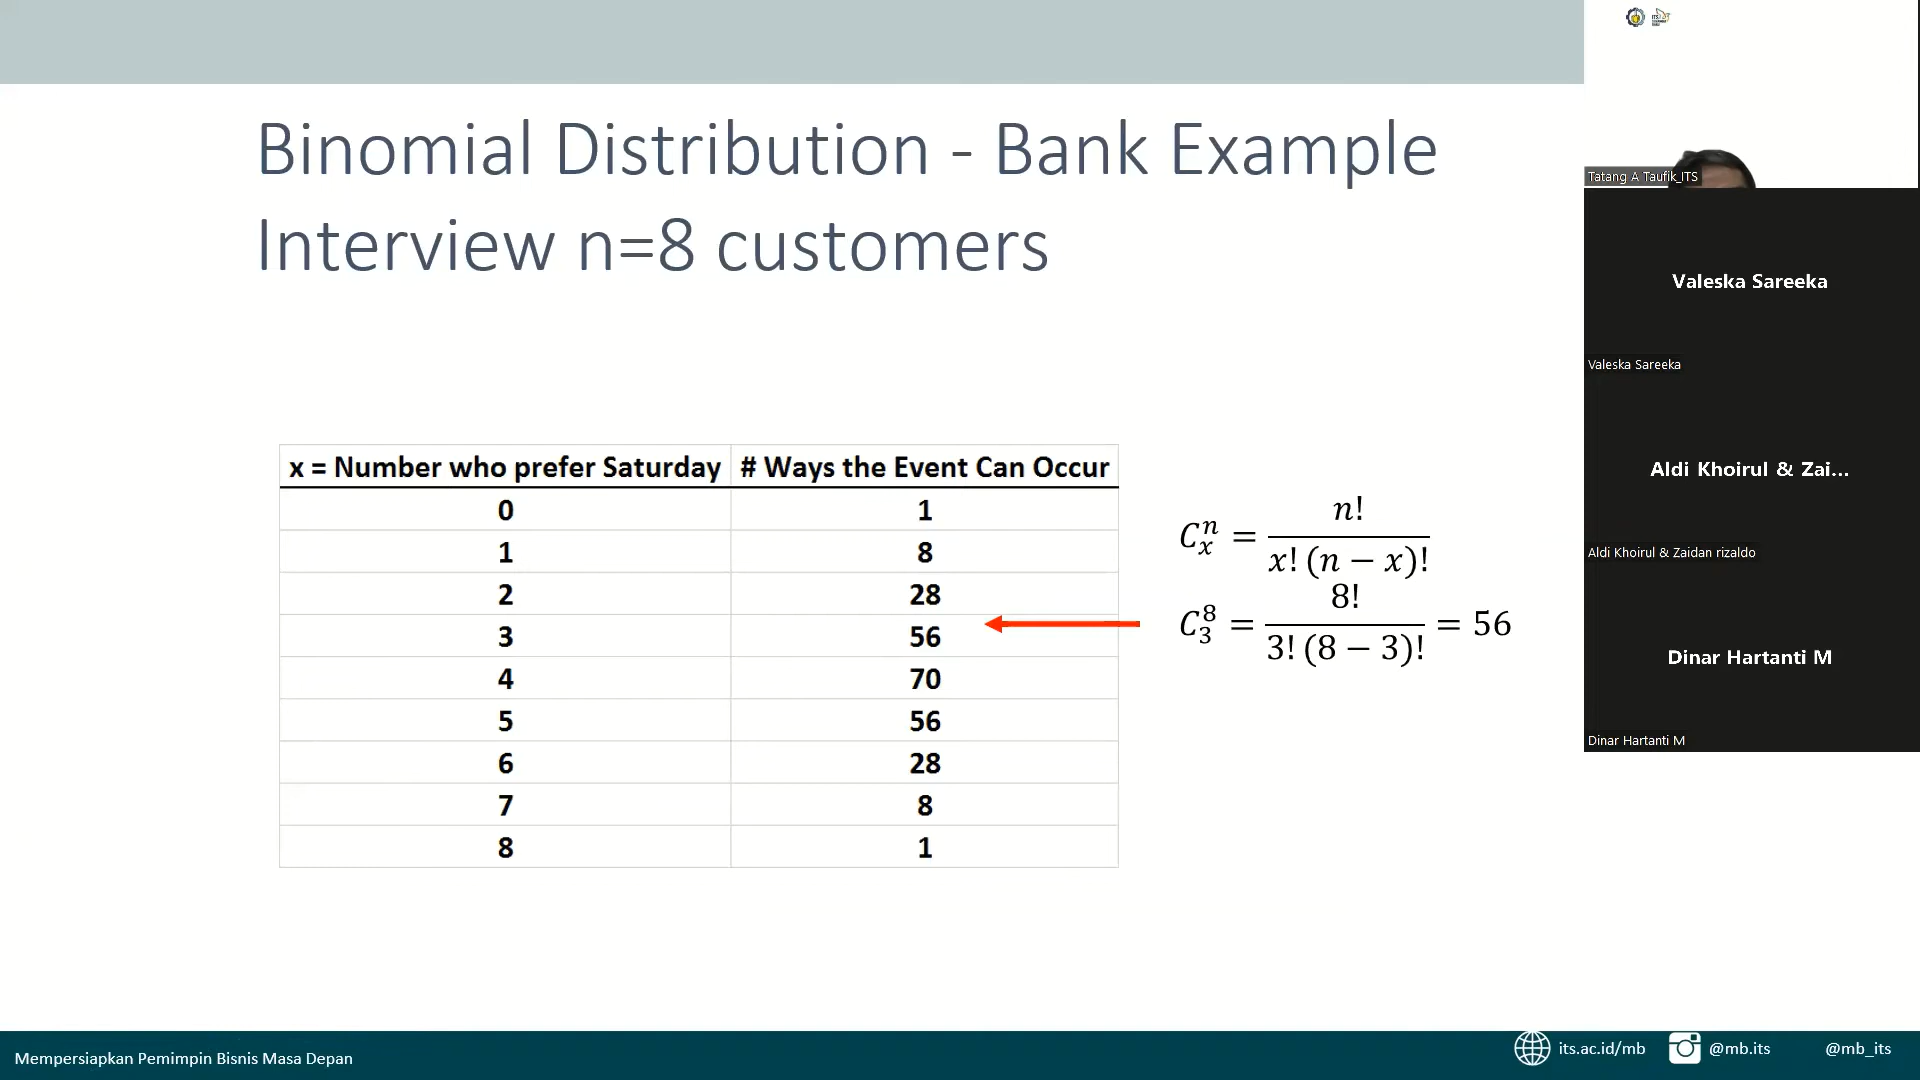 Binomial Distribution - Bank Example
Interview n=8 customers
x = Number who prefer Saturday # Ways the Event Can Occur
0 1
1 8
2 28
3 56
4 70
5 56
6 28
7 8
8 1
C_x^n = n! / x! (n − x)!
C_3^8 = 8! / 3! (8 − 3)! = 56
Tatang A Taufik_ITS
Valeska Sareeka
Valeska Sareeka
Aldi Khoirul & Zai...
Aldi Khoirul & Zaidan rizaldo
Dinar Hartanti M
Dinar Hartanti M
Mempersiapkan Pemimpin Bisnis Masa Depan
its.ac.id/mb @mb.its @mb_its